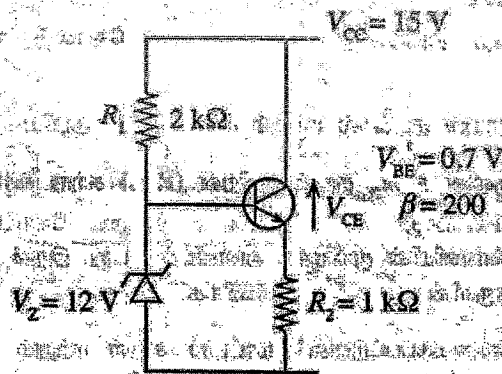 V_CC = 15 V
R_1 2 kΩ
V_BE = 0.7 V
β = 200
V_CE
V_Z = 12 V
R_2 = 1 kΩ